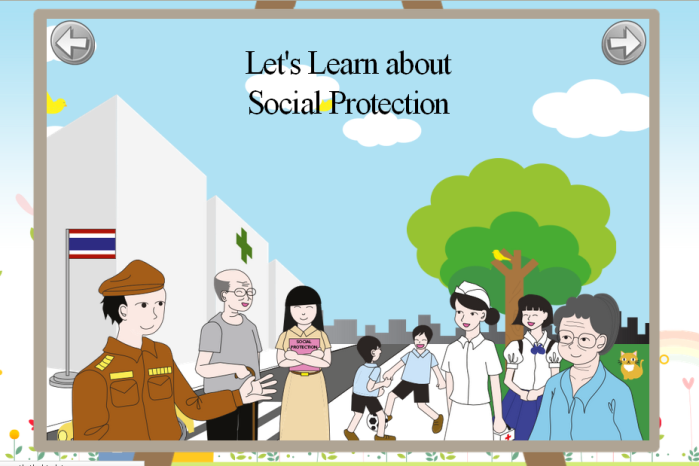 Let's Learn about
Social Protection
SOCIAL
PROTECTION